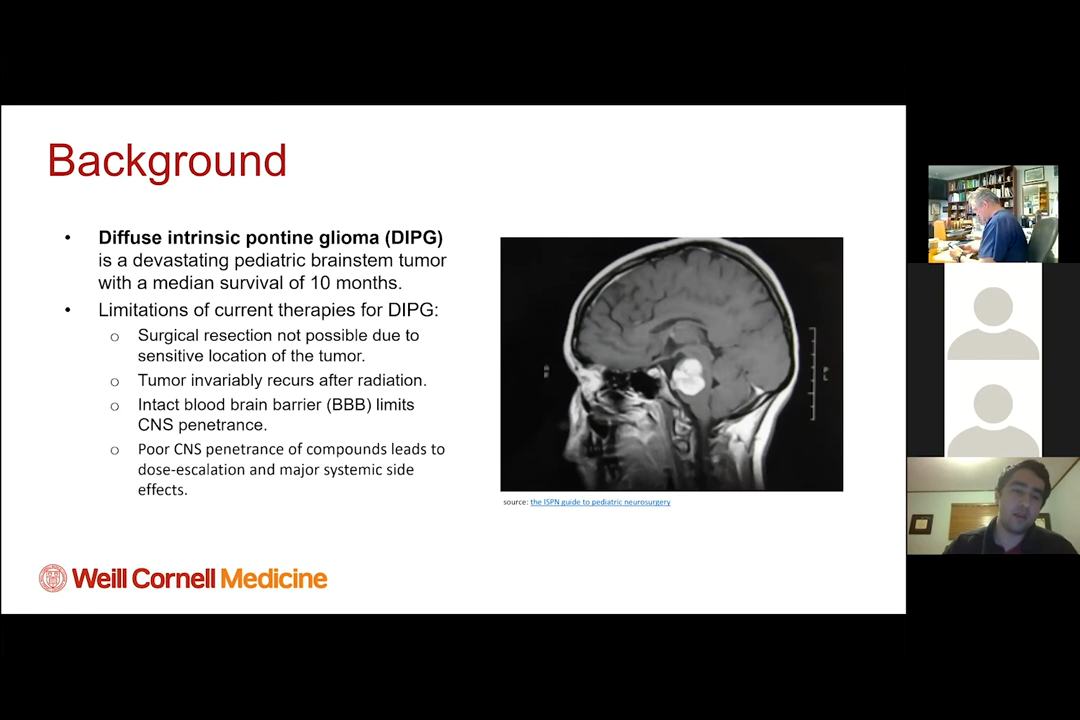 Background
• Diffuse intrinsic pontine glioma (DIPG)
is a devastating pediatric brainstem tumor
with a median survival of 10 months.
• Limitations of current therapies for DIPG:
o Surgical resection not possible due to
sensitive location of the tumor.
o Tumor invariably recurs after radiation.
o Intact blood brain barrier (BBB) limits
CNS penetrance.
o Poor CNS penetrance of compounds leads to
dose-escalation and major systemic side
effects.
source: the ISPN guide to pediatric neurosurgery
Weill Cornell Medicine